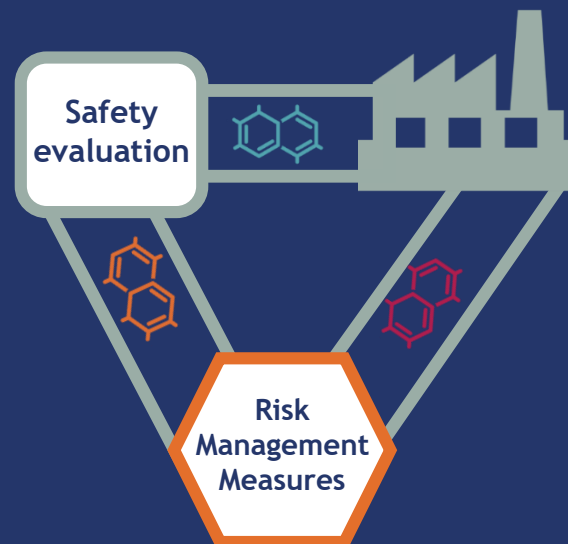 Safety
evaluation
Risk
Management
Measures